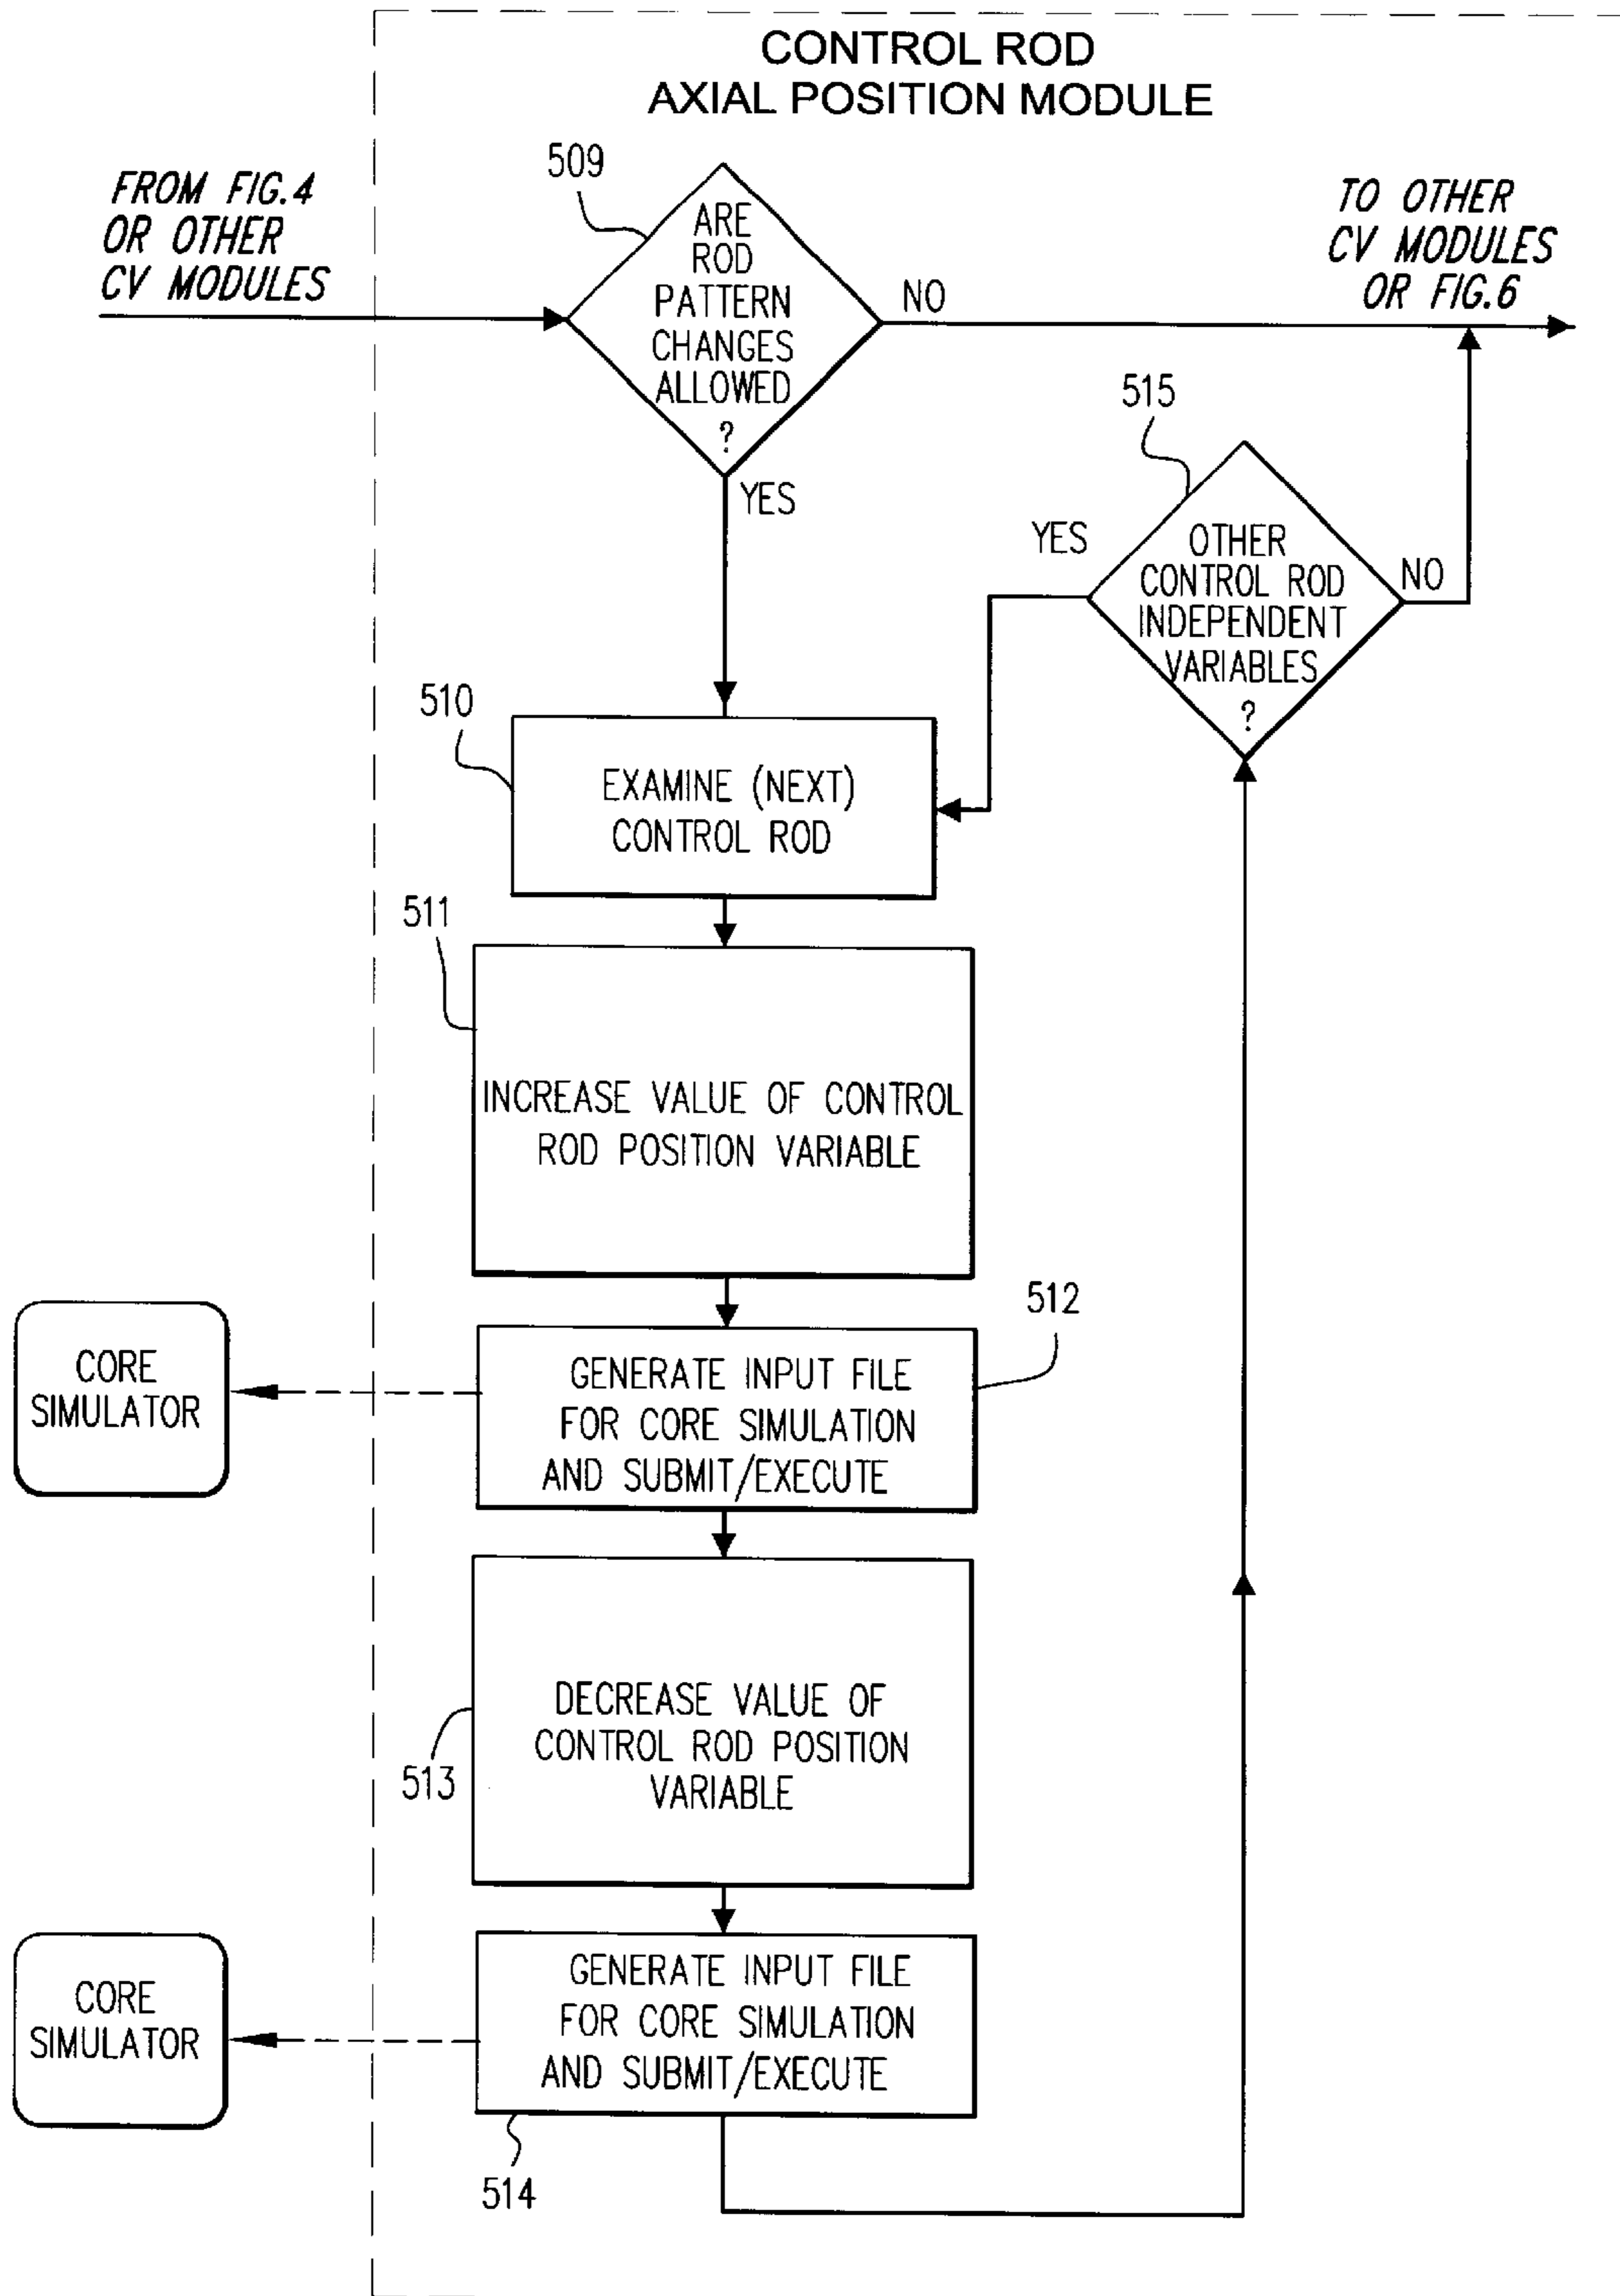 CONTROL ROD
AXIAL POSITION MODULE
FROM FIG.4
OR OTHER
CV MODULES
509
ARE
ROD
PATTERN
CHANGES
ALLOWED
?
NO
YES
TO OTHER
CV MODULES
OR FIG.6
515
YES
OTHER
CONTROL ROD
INDEPENDENT
VARIABLES
?
NO
510
EXAMINE (NEXT)
CONTROL ROD
511
INCREASE VALUE OF CONTROL
ROD POSITION VARIABLE
512
CORE
SIMULATOR
GENERATE INPUT FILE
FOR CORE SIMULATION
AND SUBMIT/EXECUTE
DECREASE VALUE OF
CONTROL ROD POSITION
VARIABLE
513
CORE
SIMULATOR
GENERATE INPUT FILE
FOR CORE SIMULATION
AND SUBMIT/EXECUTE
514